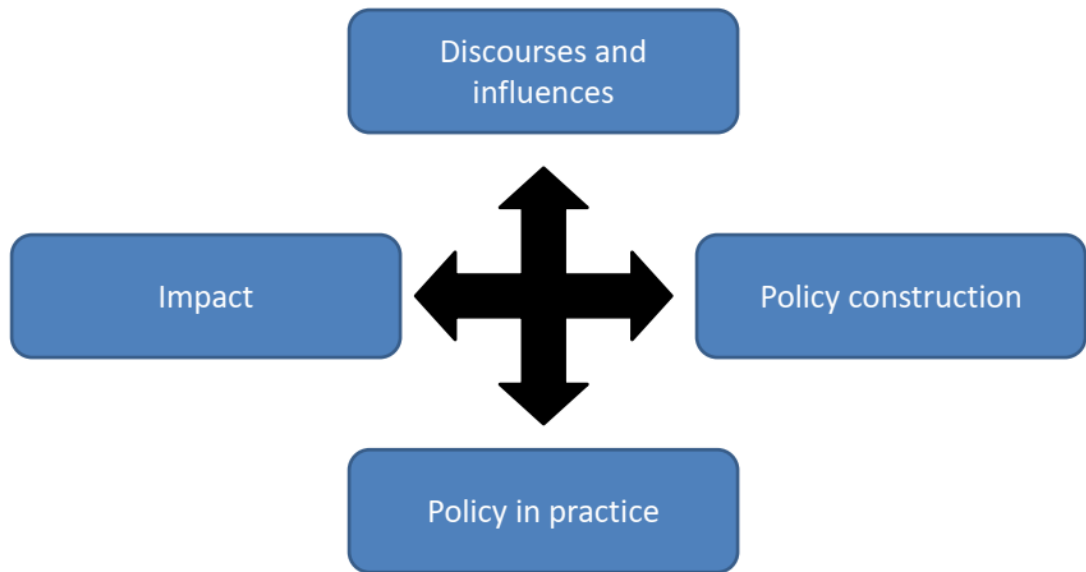 Discourses and
influences
Impact
Policy construction
Policy in practice